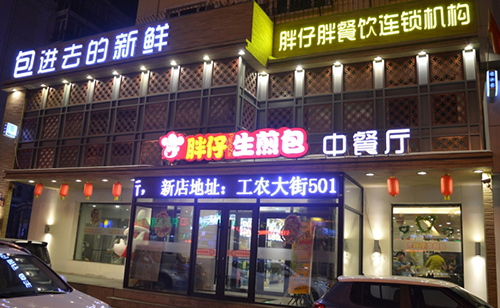 包进去的新鲜
胖仔胖餐饮连锁机构
胖仔生煎包 中餐厅
行， 新店地址：工农大街501